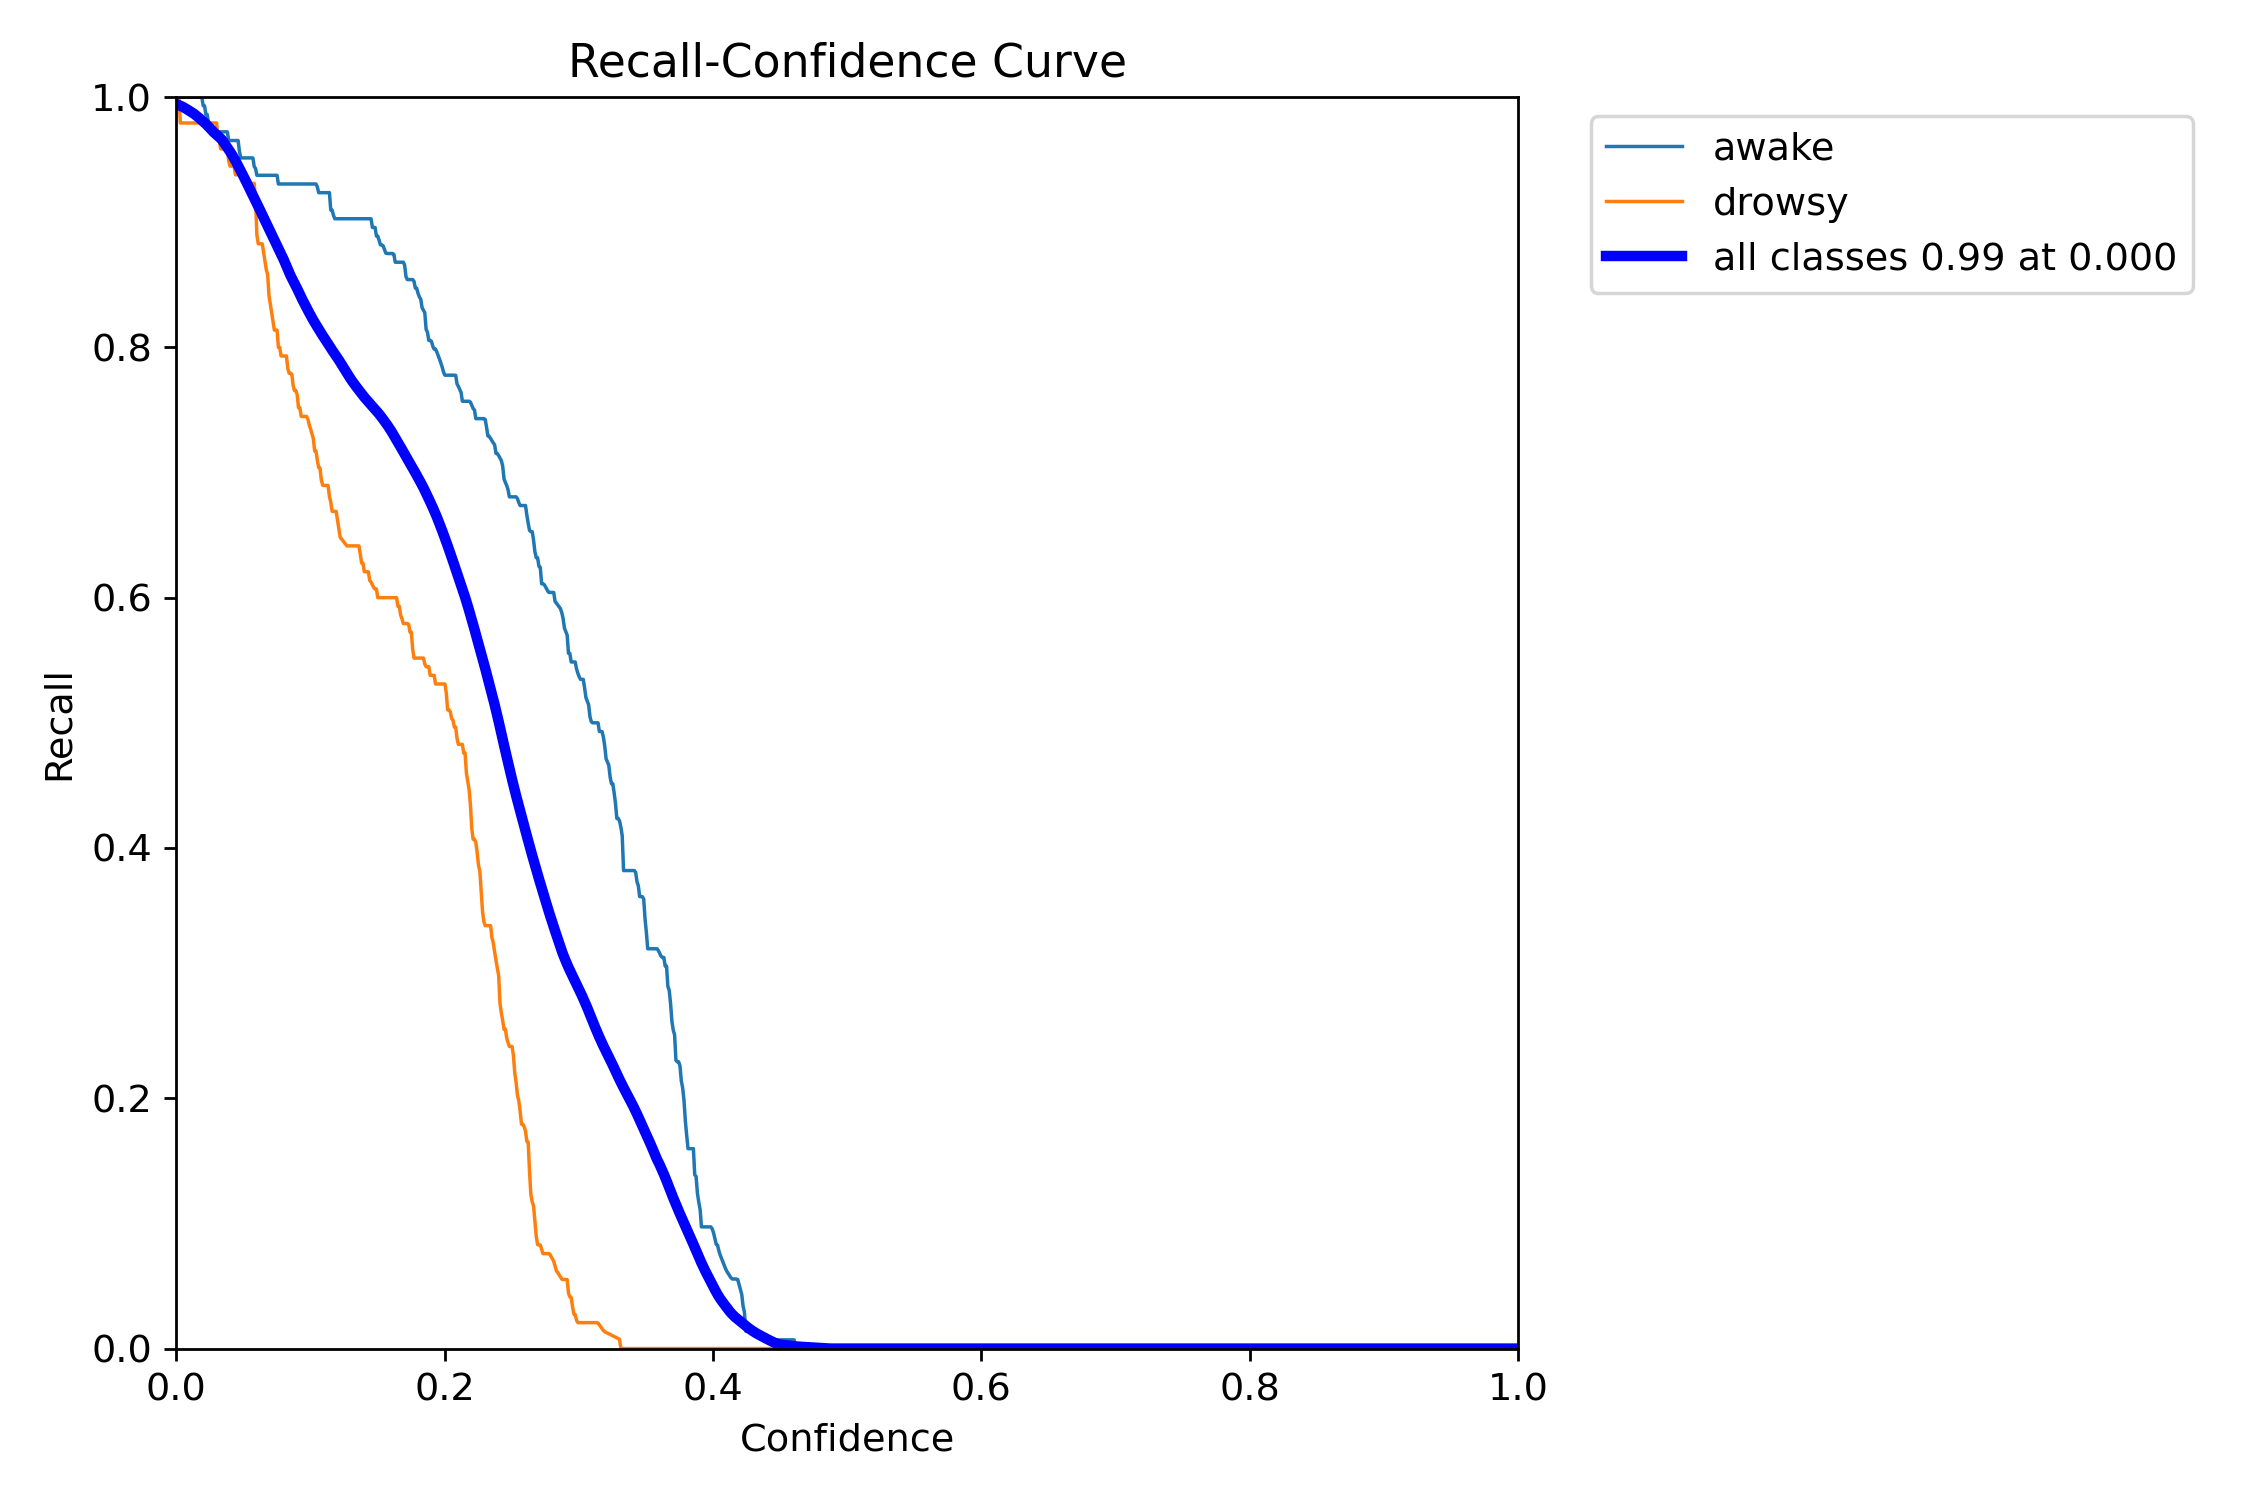 Recall-Confidence Curve
1.0
0.8
0.6
0.4
0.2
0.0
Recall
0.0 0.2 0.4 0.6 0.8 1.0
Confidence
awake
drowsy
all classes 0.99 at 0.000